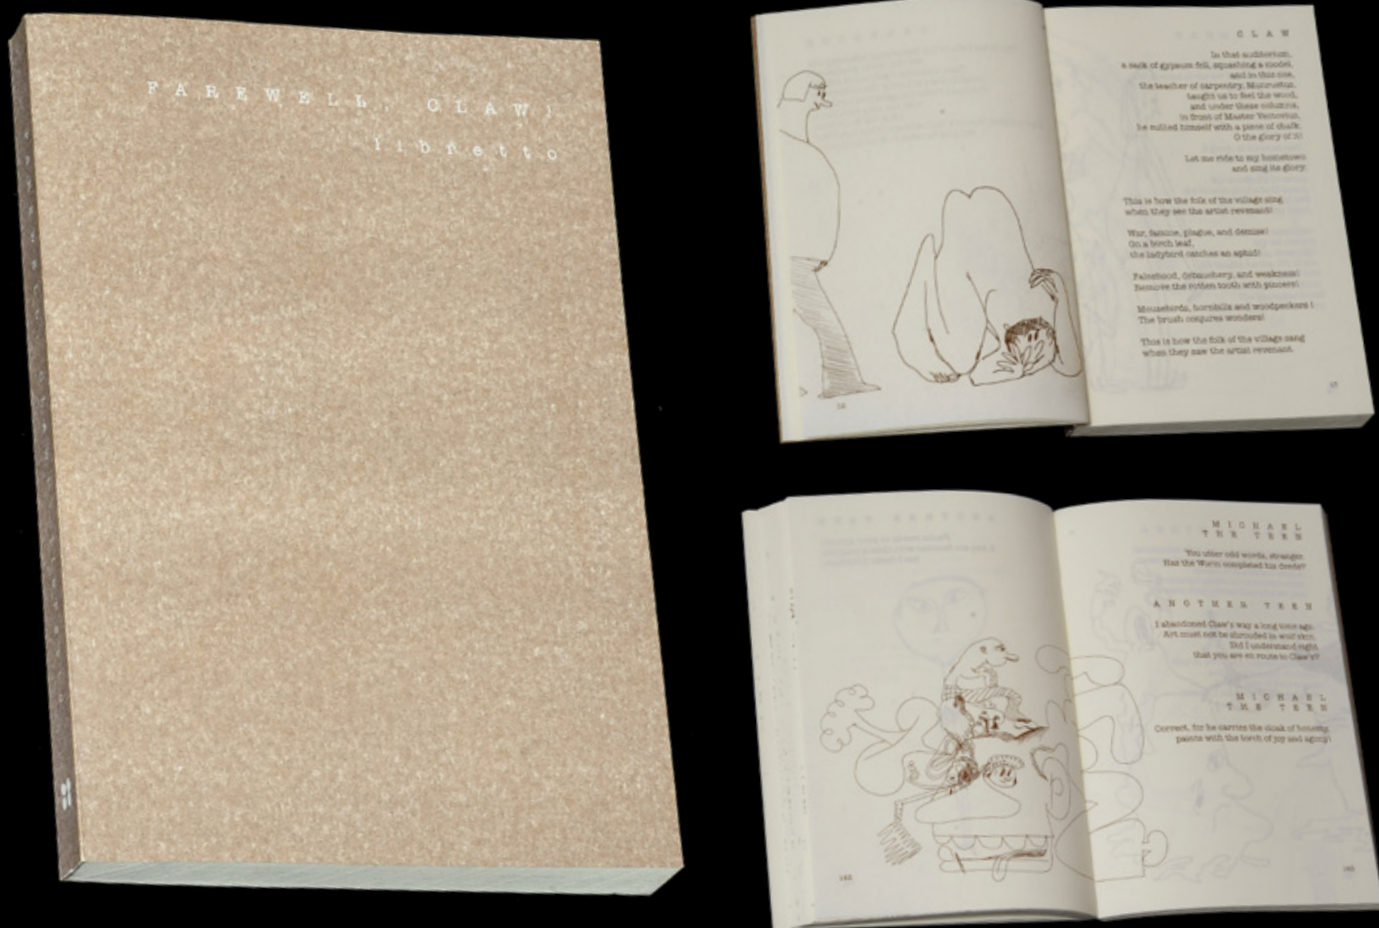 FAREWELL CLAW!
libretto
CLAW
In that auditorium,
a sack of gypsum fell, squashing a model,
and in this one,
the teacher of carpentry,
taught us to feel the wood,
and under these columns,
in front of Master
he nulled himself with a piece of chalk.
O the glory of it!
Let me ride to my hometown
and sing its glory:
This is how the folk of the village sing
when they see the artist revenant!
War, famine, plague, and demise!
On a birch leaf,
the ladybird catches an aphid!
Falsehood, debauchery, and weakness!
Remove the rotten tooth with pincers!
Mousebirds, hornbills and woodpeckers!
The brush conjures wonders!
This is how the folk of the village sang
when they saw the artist revenant.
MICHAEL
THE TEEN
You utter odd words, stranger.
Has the Wurm completed his deeds?
ANOTHER TEEN
I abandoned Claw's way a long time ago.
Art must not be shrouded in wolf skin.
Did I understand right,
that you are en route to Claw's?
MICHAEL
THE TEEN
Correct, for he carries the cloak of honesty,
paints with the torch of joy and agony!